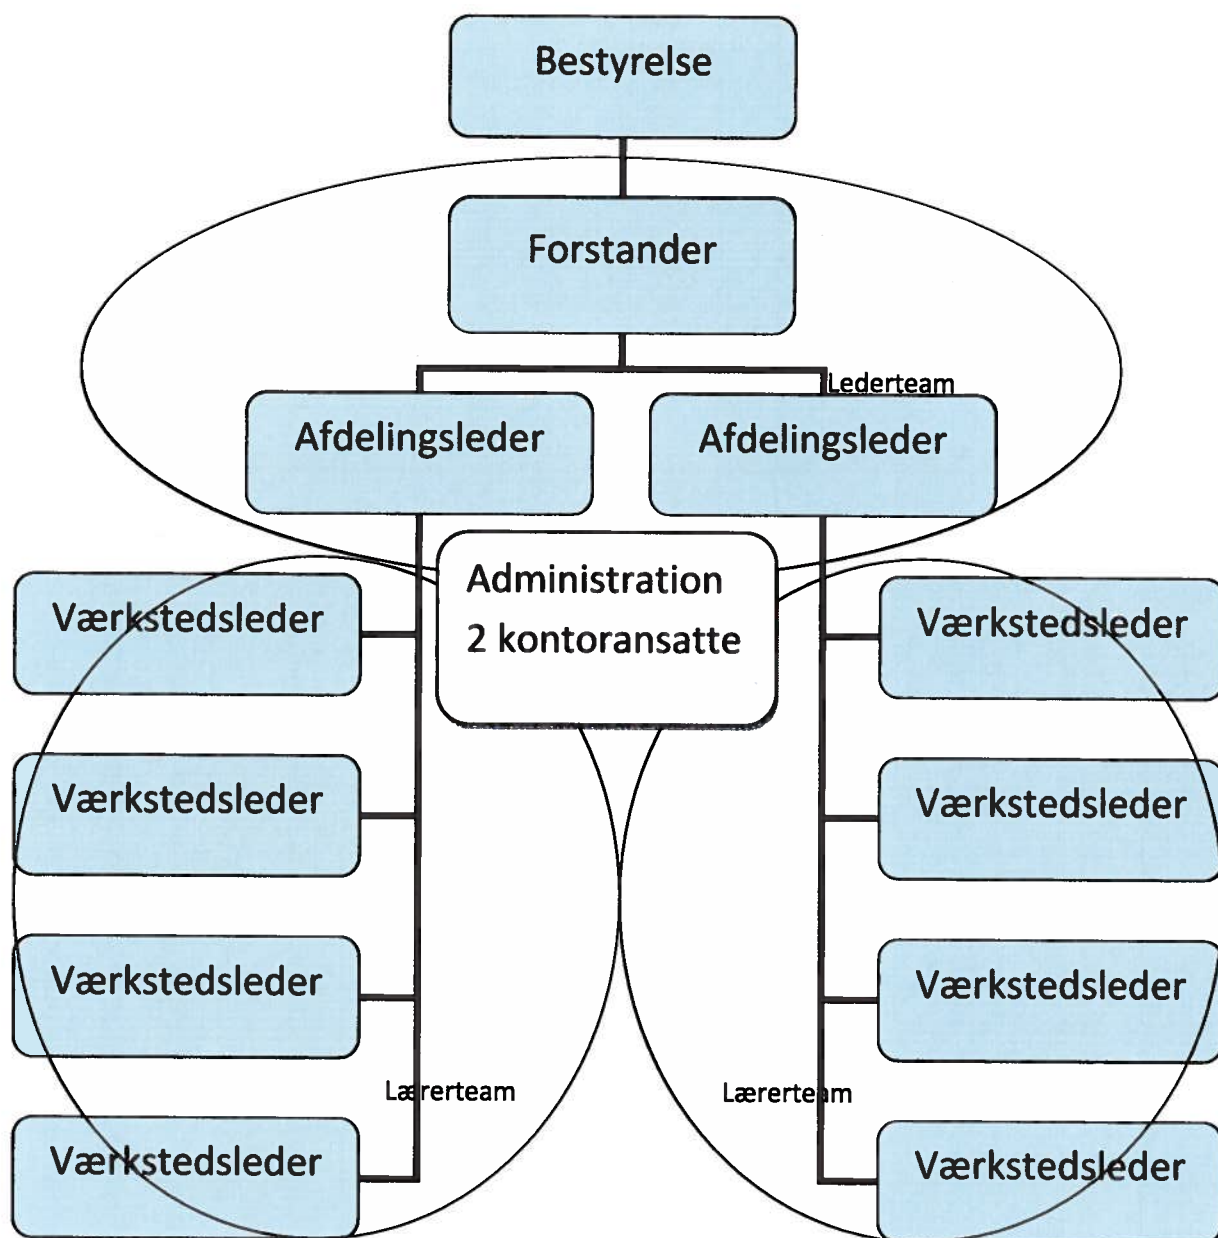 Bestyrelse
Forstander
Lederteam
Afdelingsleder
Afdelingsleder
Administration
2 kontoransatte
Værkstedsleder
Værkstedsleder
Værkstedsleder
Værkstedsleder
Værkstedsleder
Værkstedsleder
Lærerteam
Lærerteam
Værkstedsleder
Værkstedsleder